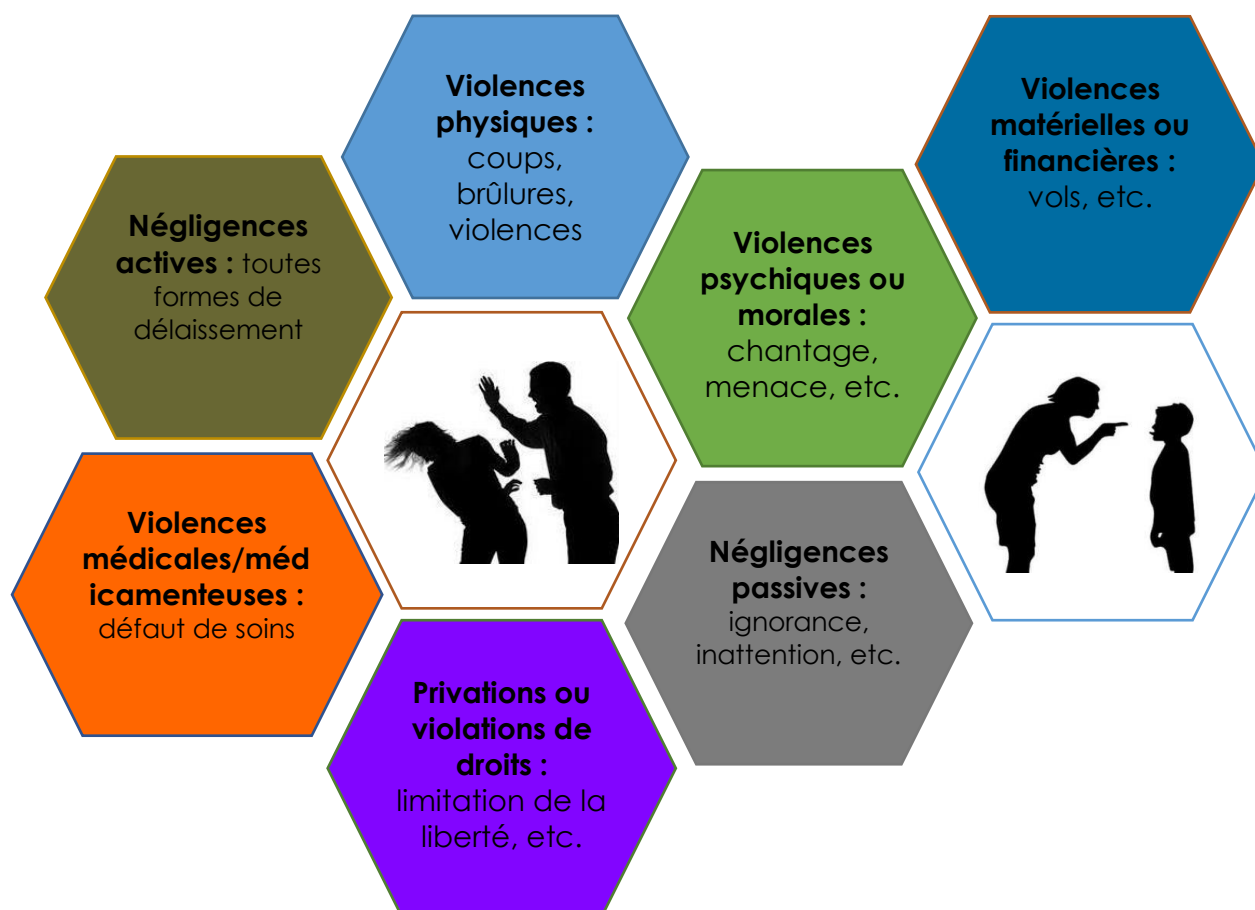 Violences
physiques :
coups,
brûlures,
violences
Violences
matérielles ou
financières :
vols, etc.
Négligences
actives : toutes
formes de
délaissement
Violences
psychiques ou
morales :
chantage,
menace, etc.
Violences
médicales/méd
icamenteuses :
défaut de soins
Négligences
passives :
ignorance,
inattention, etc.
Privations ou
violations de
droits :
limitation de la
liberté, etc.